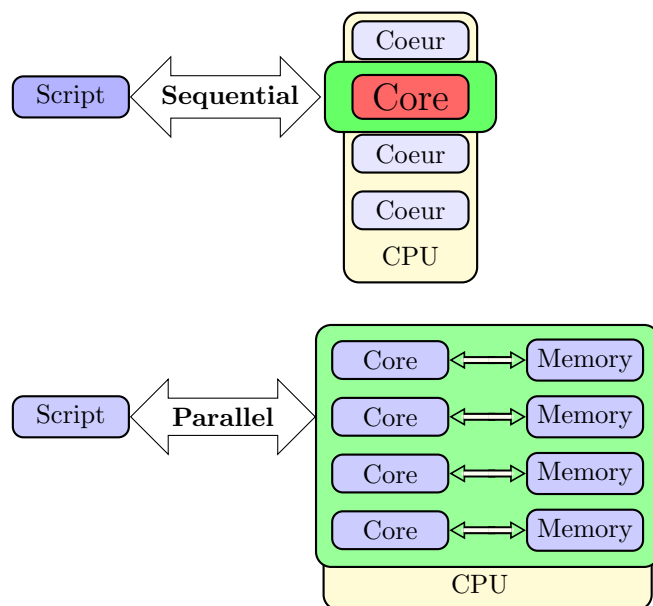 Coeur
Script
Sequential
Core
Coeur
Coeur
CPU
Core
Memory
Script
Parallel
Core
Memory
Core
Memory
Core
Memory
CPU